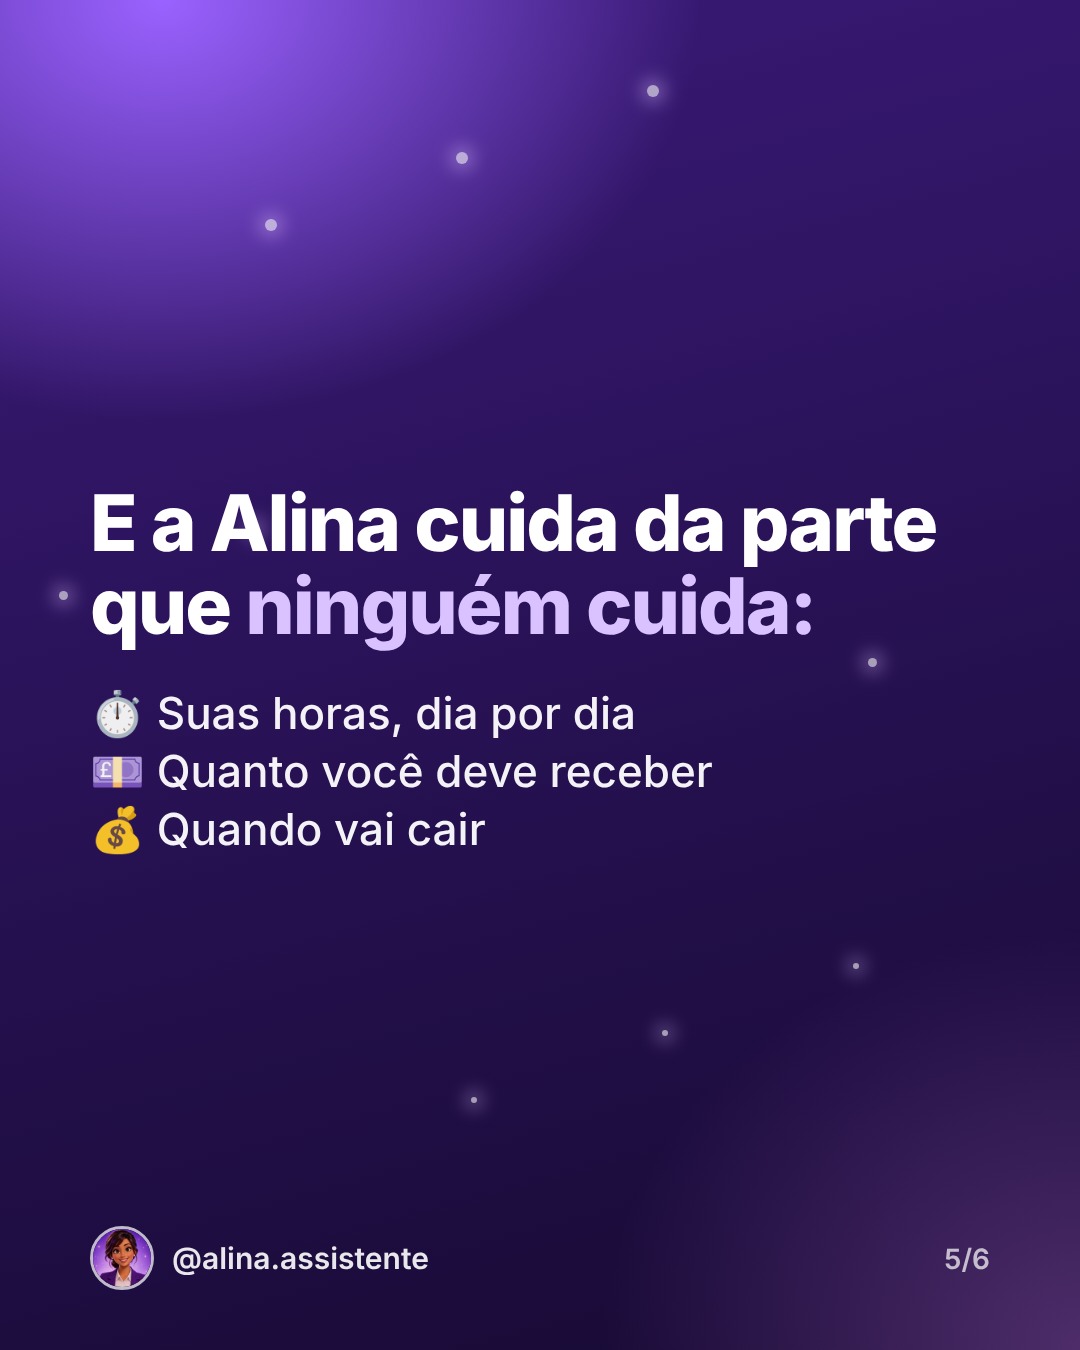 E a Alina cuida da parte
que ninguém cuida:
⏱️ Suas horas, dia por dia
💷 Quanto você deve receber
💰 Quando vai cair
@alina.assistente
5/6